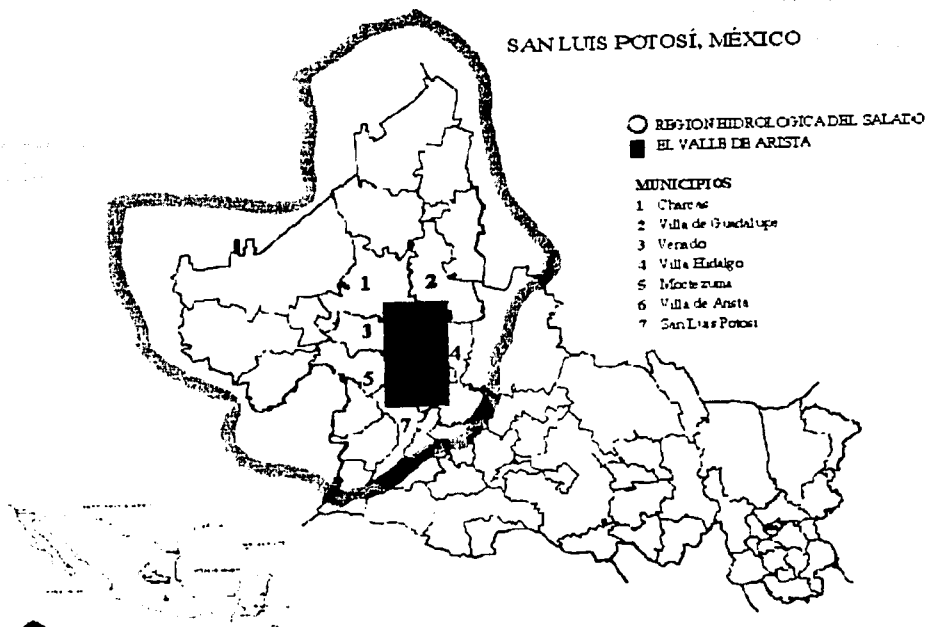 SAN LUIS POTOSÍ, MÉXICO
REGION HIDROLOGICA DEL SALADO
EL VALLE DE ARISTA
MUNICIPIOS
1 Charcas
2 Villa de Guadalupe
3 Venado
4 Villa Hidalgo
5 Moctezuma
6 Villa de Arista
7 San Luis Potosi
1
2
3
4
5
7